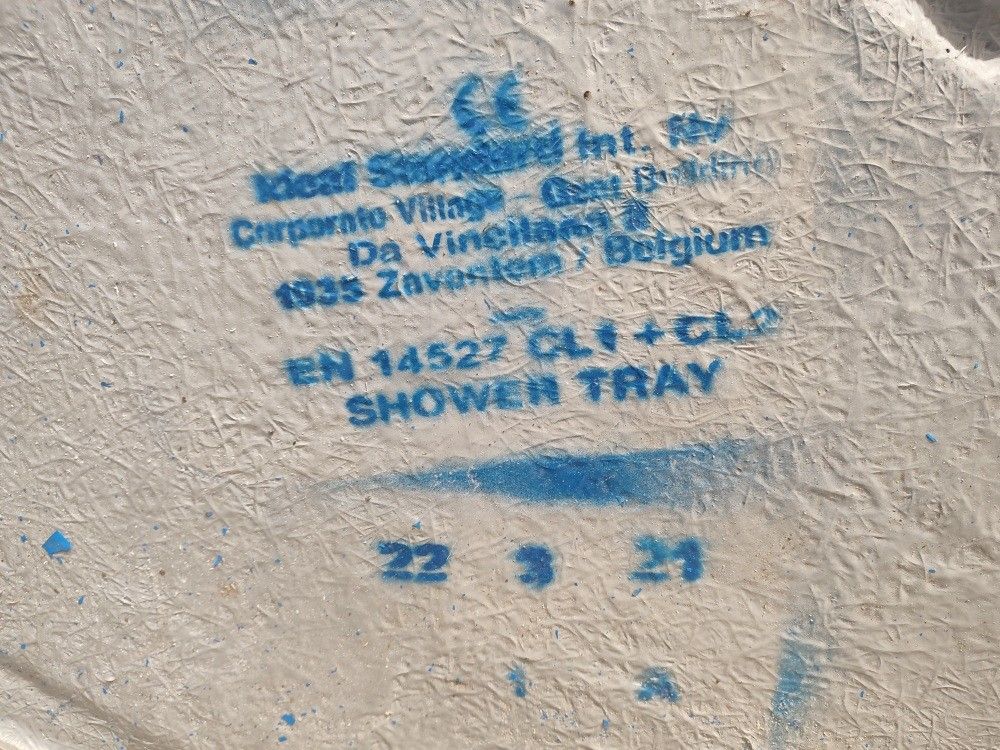 CE
Ideal Standard Int. NV
Corporate Village - Gent Building
Da Vincilaan 2
1935 Zaventem / Belgium
EN 14527 CL1 + CL2
SHOWER TRAY
22 3 21
1 A